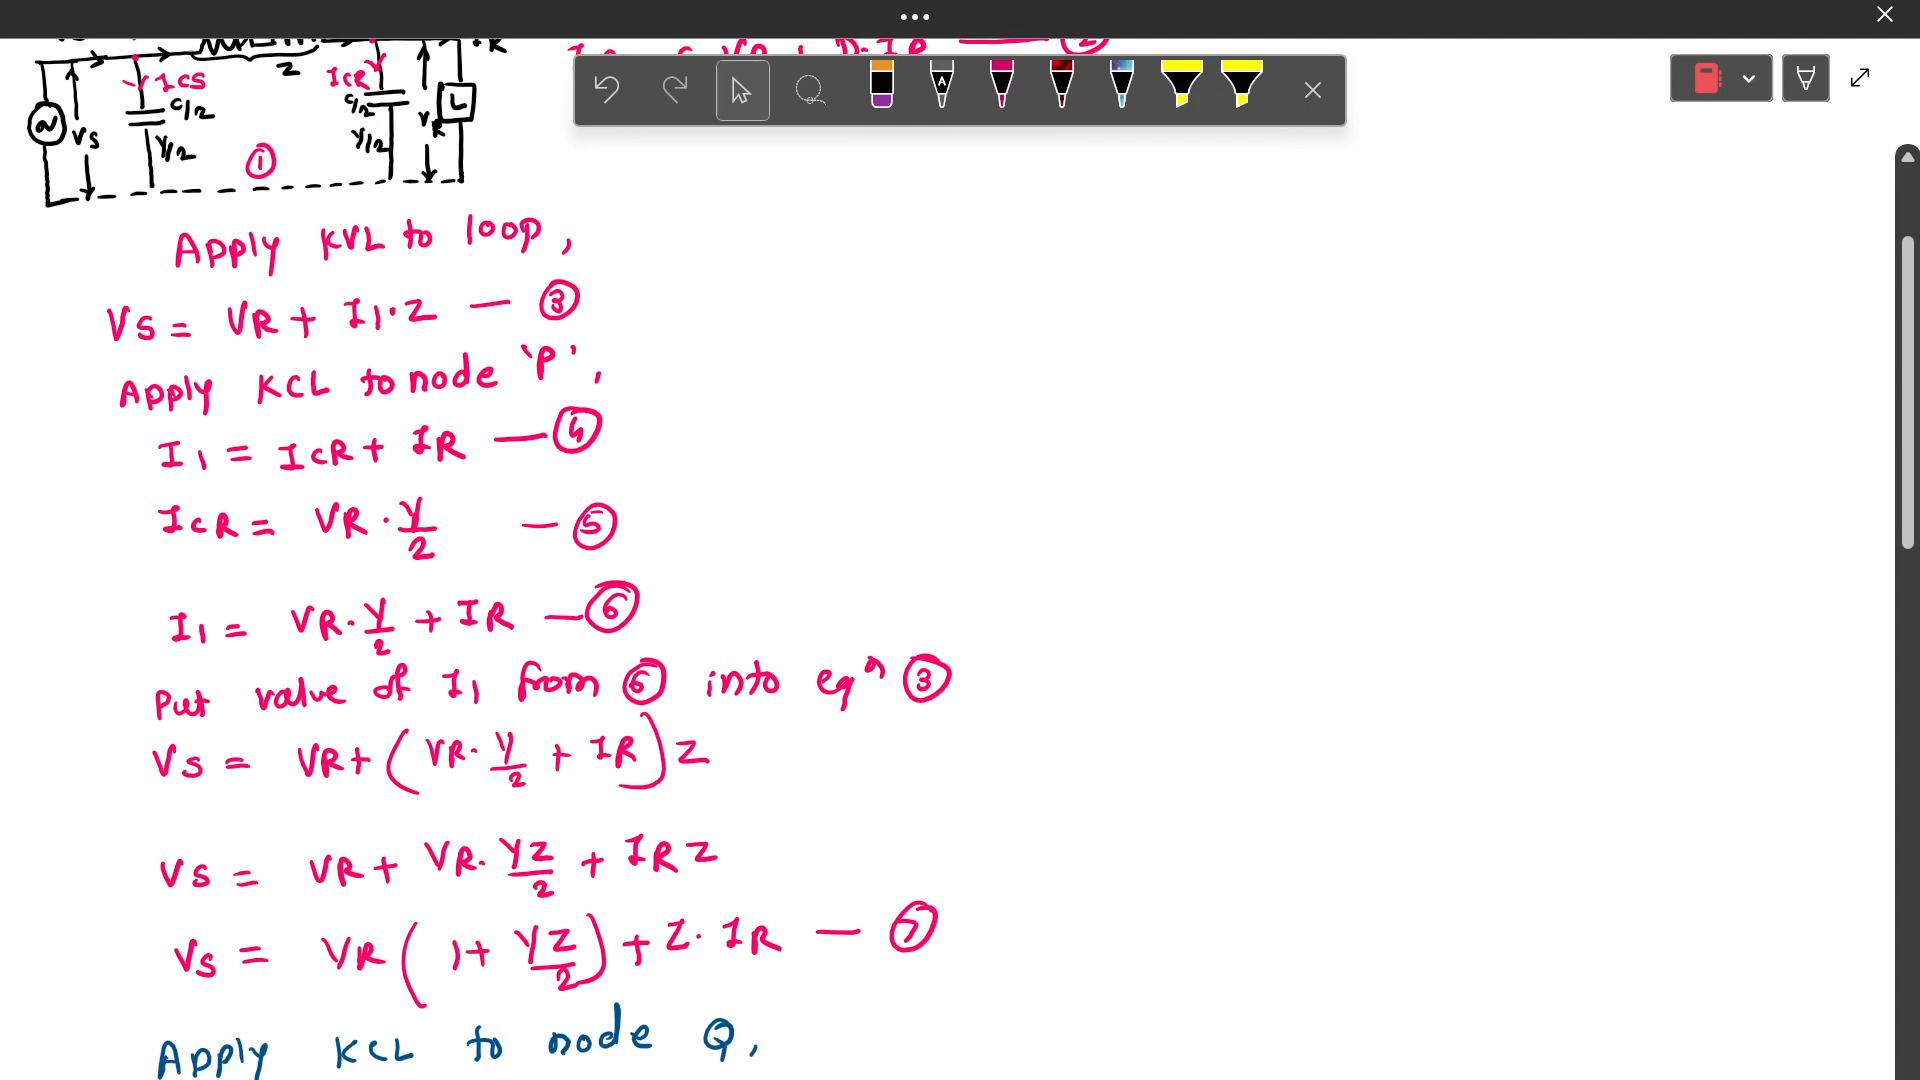 ICS
Z
ICR
C/2
C/2
VS
Y/2
Y/2
VR
L
①
Apply KVL to loop,
VS = VR + I1·Z — ③
Apply KCL to node 'P',
I1 = ICR + IR — ④
ICR = VR · Y/2 — ⑤
I1 = VR · Y/2 + IR — ⑥
Put value of I1 from ⑥ into eqn ③
VS = VR + (VR · Y/2 + IR) Z
VS = VR + VR · YZ/2 + IR Z
VS = VR (1 + YZ/2) + Z · IR — ⑦
Apply KCL to node Q,